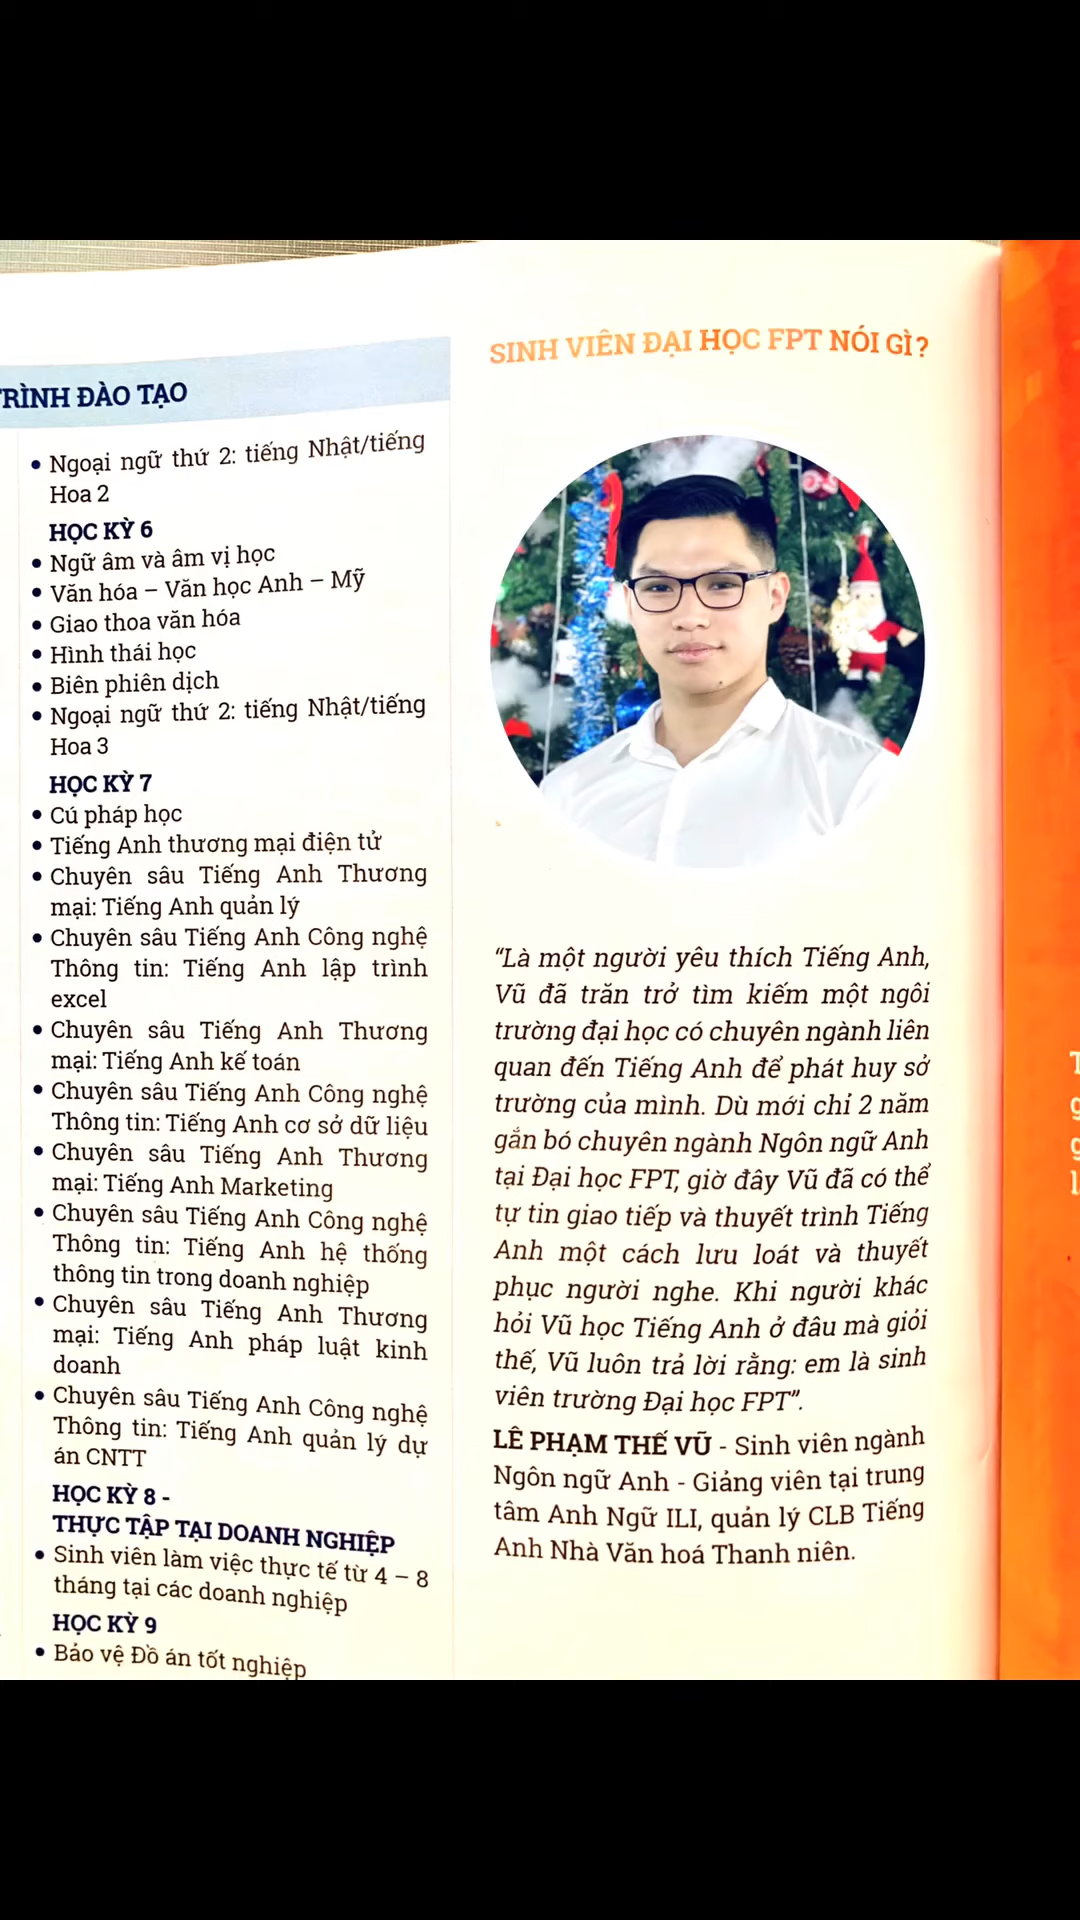 TRÌNH ĐÀO TẠO
• Ngoại ngữ thứ 2: tiếng Nhật/tiếng
Hoa 2
HỌC KỲ 6
• Ngữ âm và âm vị học
• Văn hóa – Văn học Anh – Mỹ
• Giao thoa văn hóa
• Hình thái học
• Biên phiên dịch
• Ngoại ngữ thứ 2: tiếng Nhật/tiếng
Hoa 3
HỌC KỲ 7
• Cú pháp học
• Tiếng Anh thương mại điện tử
• Chuyên sâu Tiếng Anh Thương
mại: Tiếng Anh quản lý
• Chuyên sâu Tiếng Anh Công nghệ
Thông tin: Tiếng Anh lập trình
excel
• Chuyên sâu Tiếng Anh Thương
mại: Tiếng Anh kế toán
• Chuyên sâu Tiếng Anh Công nghệ
Thông tin: Tiếng Anh cơ sở dữ liệu
• Chuyên sâu Tiếng Anh Thương
mại: Tiếng Anh Marketing
• Chuyên sâu Tiếng Anh Công nghệ
Thông tin: Tiếng Anh hệ thống
thông tin trong doanh nghiệp
• Chuyên sâu Tiếng Anh Thương
mại: Tiếng Anh pháp luật kinh
doanh
• Chuyên sâu Tiếng Anh Công nghệ
Thông tin: Tiếng Anh quản lý dự
án CNTT
HỌC KỲ 8 -
THỰC TẬP TẠI DOANH NGHIỆP
• Sinh viên làm việc thực tế từ 4 – 8
tháng tại các doanh nghiệp
HỌC KỲ 9
• Bảo vệ Đồ án tốt nghiệp
SINH VIÊN ĐẠI HỌC FPT NÓI GÌ?
“Là một người yêu thích Tiếng Anh,
Vũ đã trăn trở tìm kiếm một ngôi
trường đại học có chuyên ngành liên
quan đến Tiếng Anh để phát huy sở
trường của mình. Dù mới chỉ 2 năm
gắn bó chuyên ngành Ngôn ngữ Anh
tại Đại học FPT, giờ đây Vũ đã có thể
tự tin giao tiếp và thuyết trình Tiếng
Anh một cách lưu loát và thuyết
phục người nghe. Khi người khác
hỏi Vũ học Tiếng Anh ở đâu mà giỏi
thế, Vũ luôn trả lời rằng: em là sinh
viên trường Đại học FPT”.
LÊ PHẠM THẾ VŨ - Sinh viên ngành
Ngôn ngữ Anh - Giảng viên tại trung
tâm Anh Ngữ ILI, quản lý CLB Tiếng
Anh Nhà Văn hoá Thanh niên.